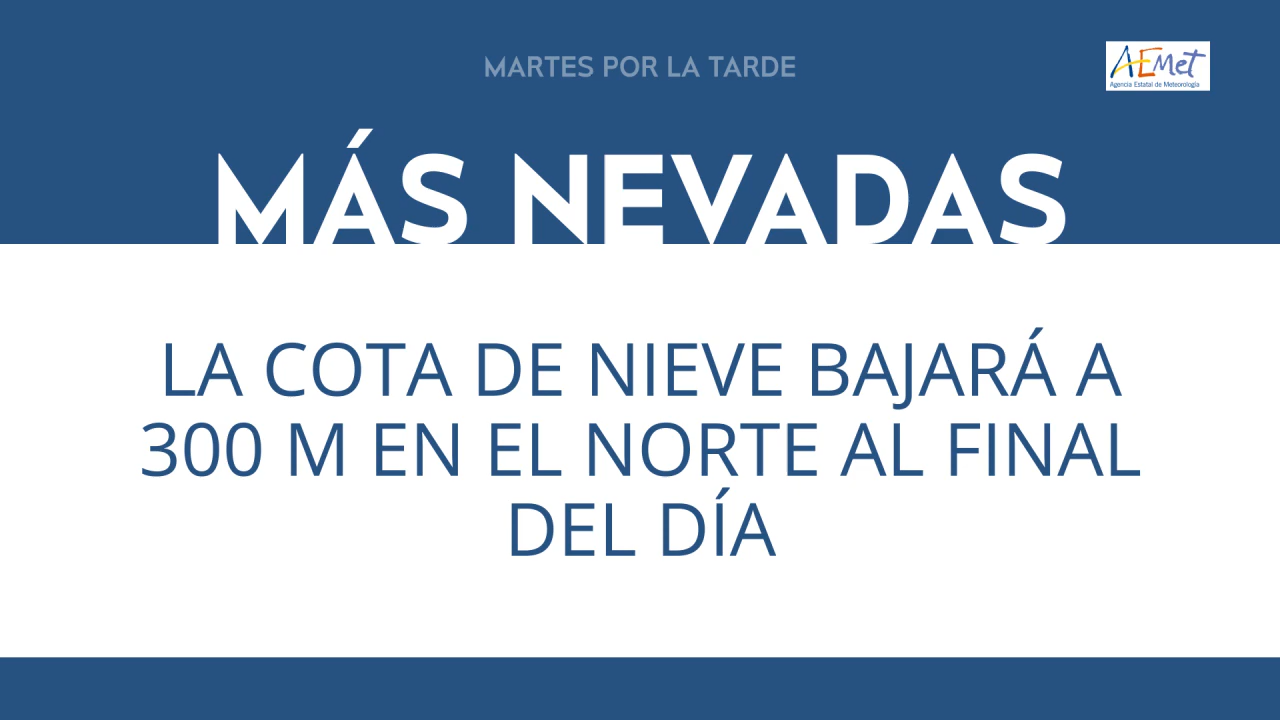 MARTES POR LA TARDE
AEMet
Agencia Estatal de Meteorología
MÁS NEVADAS
LA COTA DE NIEVE BAJARÁ A
300 M EN EL NORTE AL FINAL
DEL DÍA